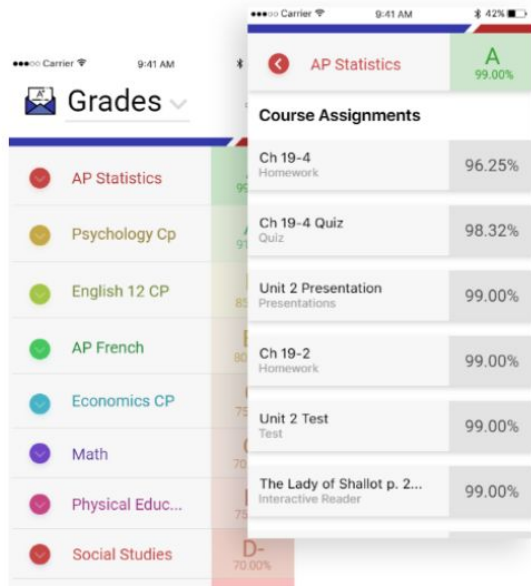 Carrier
9:41 AM
Grades
AP Statistics
Psychology Cp
English 12 CP
AP French
Economics CP
Math
Physical Educ...
Social Studies
D-
70.00%
Carrier
9:41 AM
42%
AP Statistics
A
99.00%
Course Assignments
Ch 19-4
96.25%
Homework
Ch 19-4 Quiz
98.32%
Quiz
Unit 2 Presentation
99.00%
Presentations
Ch 19-2
99.00%
Homework
Unit 2 Test
99.00%
Test
The Lady of Shallot p. 2...
99.00%
Interactive Reader